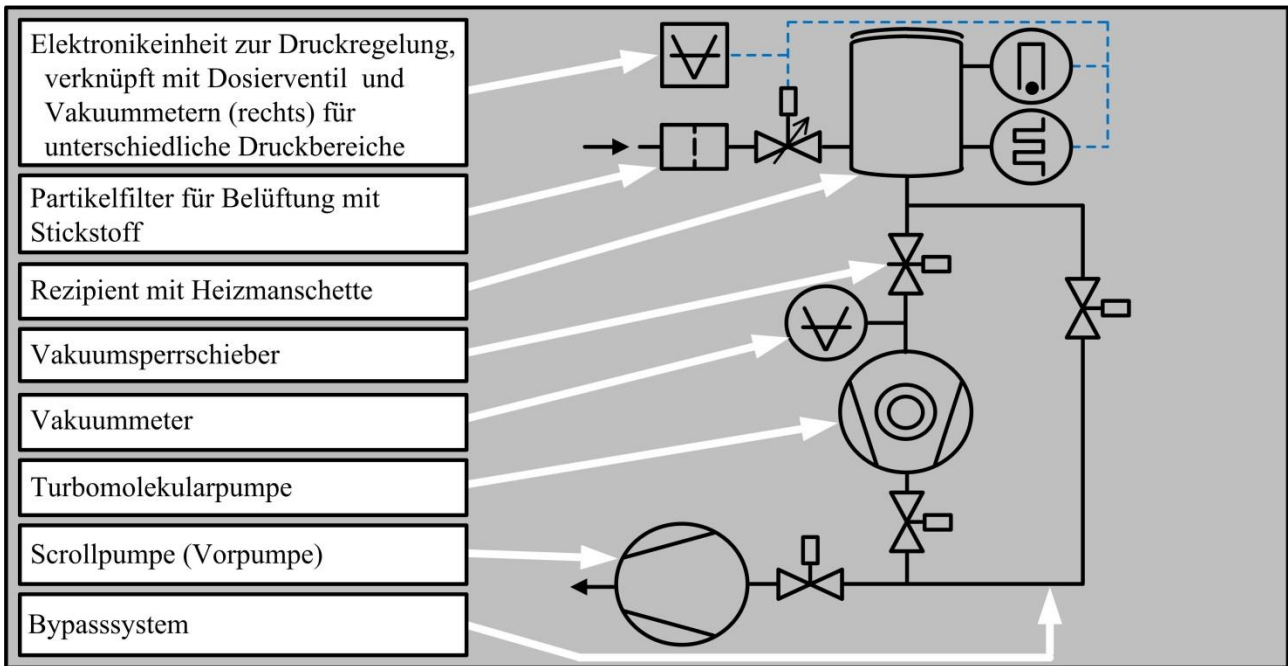 Elektronikeinheit zur Druckregelung,
verknüpft mit Dosierventil und
Vakuummetern (rechts) für
unterschiedliche Druckbereiche
Partikelfilter für Belüftung mit
Stickstoff
Rezipient mit Heizmanschette
Vakuumsperrschieber
Vakuummeter
Turbomolekularpumpe
Scrollpumpe (Vorpumpe)
Bypasssystem